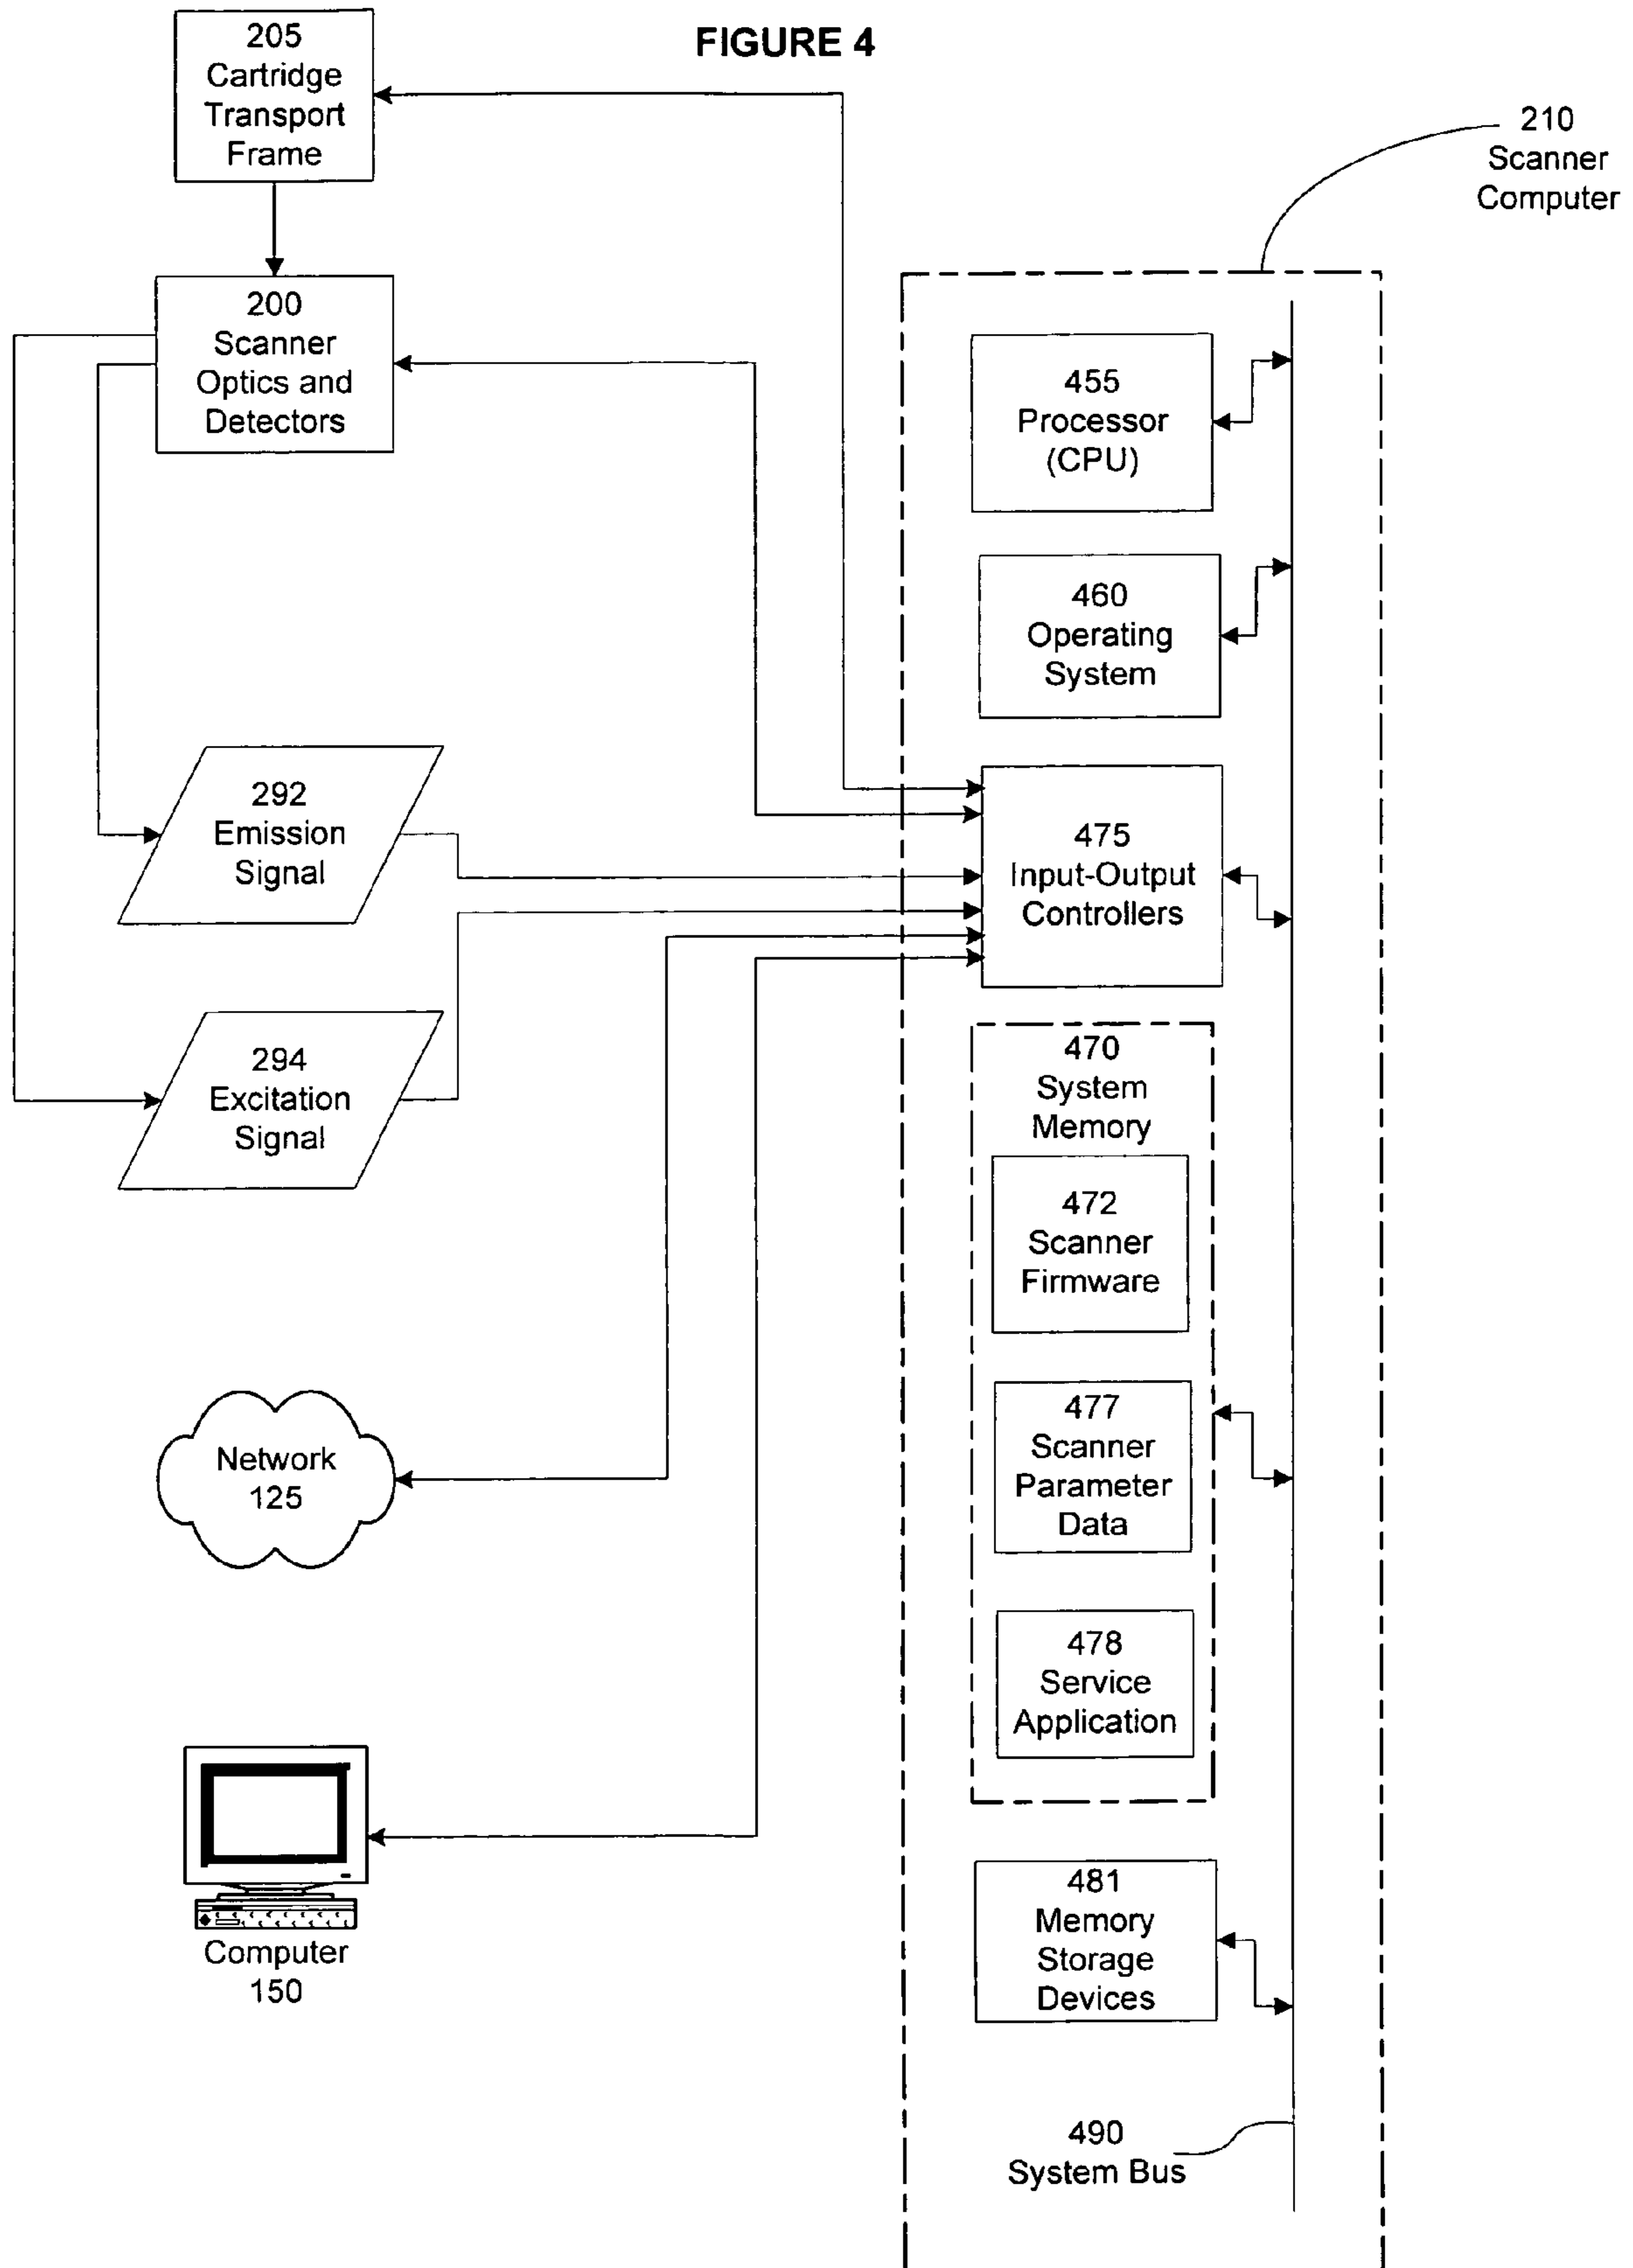 FIGURE 4
205
Cartridge
Transport
Frame
210
Scanner
Computer
200
Scanner
Optics and
Detectors
455
Processor
(CPU)
460
Operating
System
292
Emission
Signal
475
Input-Output
Controllers
294
Excitation
Signal
470
System
Memory
472
Scanner
Firmware
477
Scanner
Parameter
Data
Network
125
478
Service
Application
481
Memory
Storage
Devices
Computer
150
490
System Bus